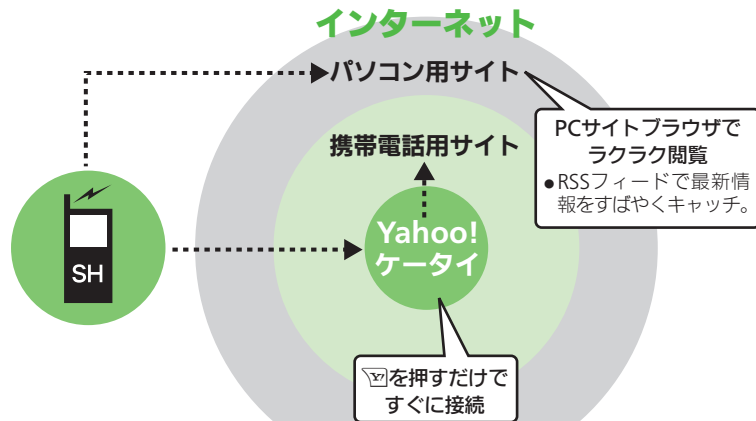 インターネット
パソコン用サイト
PCサイトブラウザで
ラクラク閲覧
●RSSフィードで最新情
報をすばやくキャッチ。
携帯電話用サイト
Yahoo!
ケータイ
SH
を押すだけで
すぐに接続